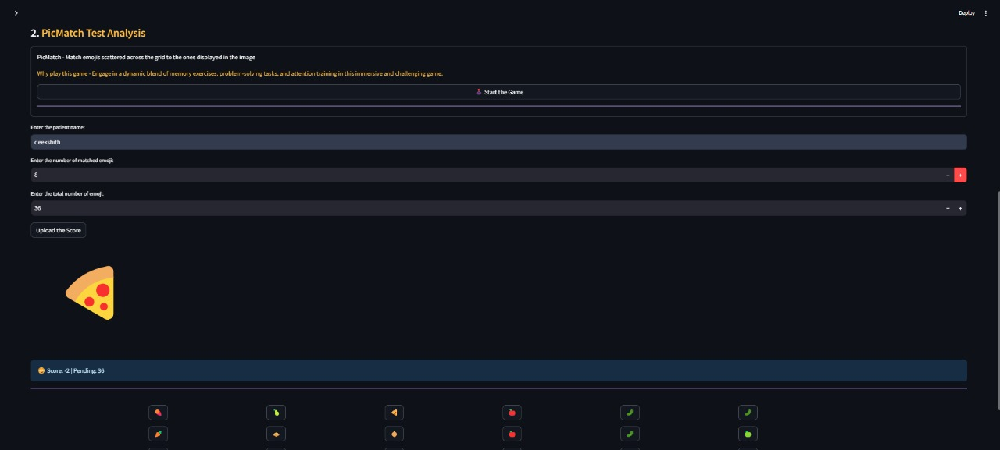 Deploy
2. PicMatch Test Analysis
PicMatch - Match emojis scattered across the grid to the ones displayed in the image
Why play this game - Engage in a dynamic blend of memory exercises, problem-solving tasks, and attention training in this immersive and challenging game.
Start the Game
Enter the patient name:
deekshith
Enter the number of matched emoji:
8
Enter the total number of emoji:
36
Upload the Score
Score: -2 | Pending: 36